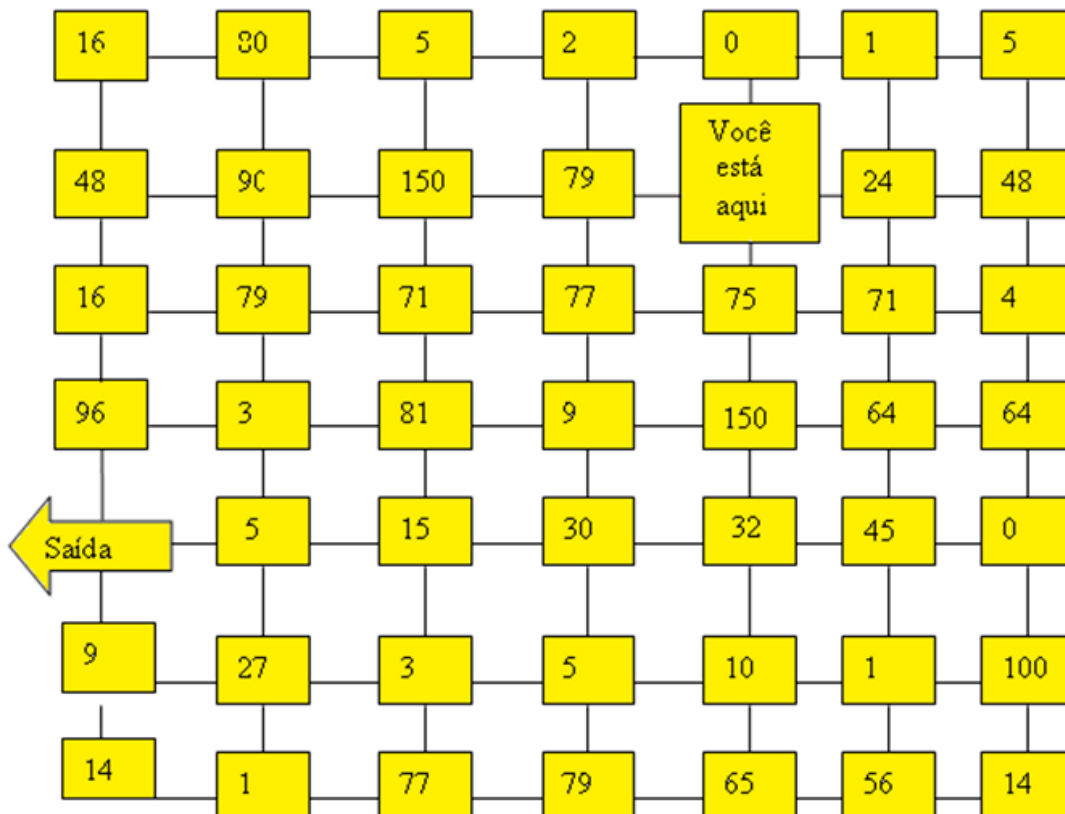 16 80 5 2 0 1 5
Você
está
aqui
48 90 150 79 24 48
16 79 71 77 75 71 4
96 3 81 9 150 64 64
Saída 5 15 30 32 45 0
9 27 3 5 10 1 100
14 1 77 79 65 56 14